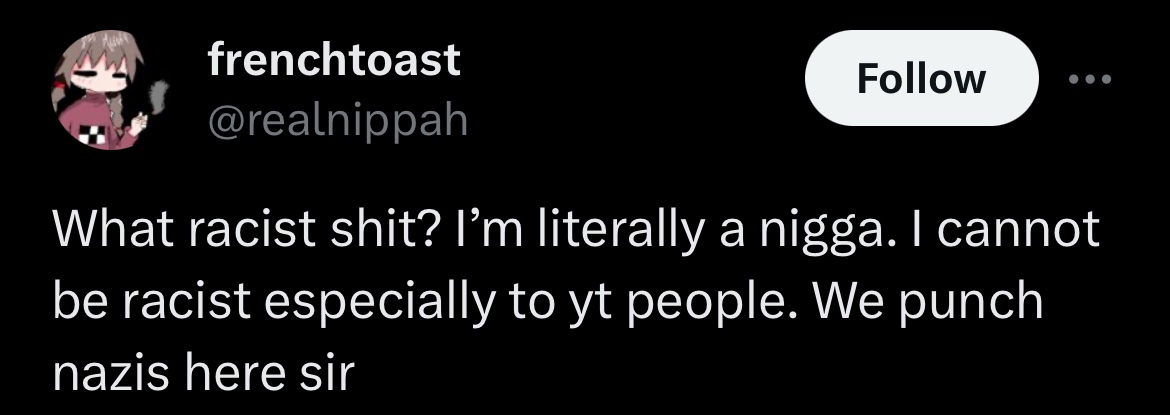 frenchtoast
@realnippah
Follow
What racist shit? I’m literally a nigga. I cannot
be racist especially to yt people. We punch
nazis here sir